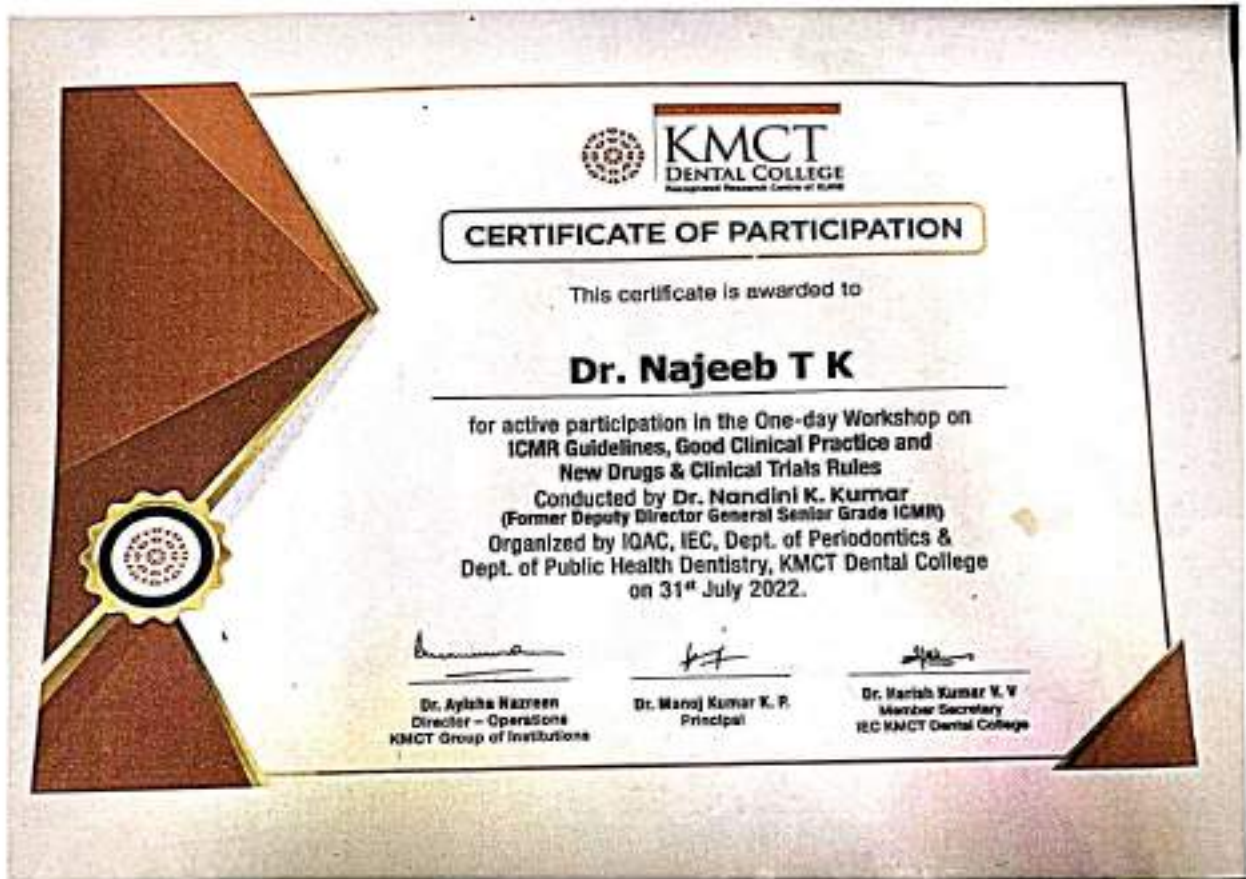 KMCT
DENTAL COLLEGE
Recognized Research Centre of
CERTIFICATE OF PARTICIPATION
This certificate is awarded to
Dr. Najeeb T K
for active participation in the One-day Workshop on
ICMR Guidelines, Good Clinical Practice and
New Drugs & Clinical Trials Rules
Conducted by Dr. Nandini K. Kumar
(Former Deputy Director General Senior Grade ICMR)
Organized by IQAC, IEC, Dept. of Periodontics &
Dept. of Public Health Dentistry, KMCT Dental College
on 31st July 2022.
Dr. Ayisha Nazreen
Director – Operations
KMCT Group of Institutions
Dr. Manoj Kumar K. P.
Principal
Dr. Harish Kumar V. V
Member Secretary
IEC KMCT Dental College